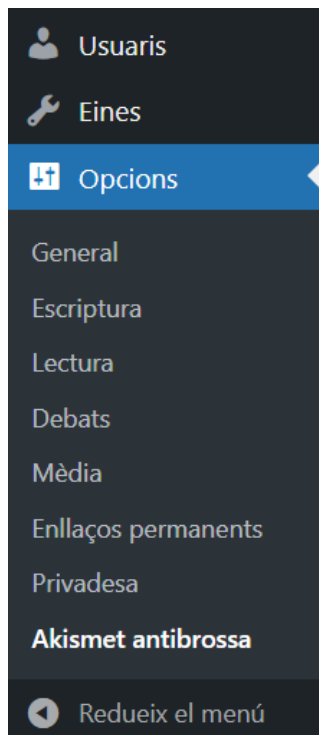 Usuaris
Eines
Opcions
General
Escriptura
Lectura
Debats
Mèdia
Enllaços permanents
Privadesa
Akismet antibrossa
Redueix el menú